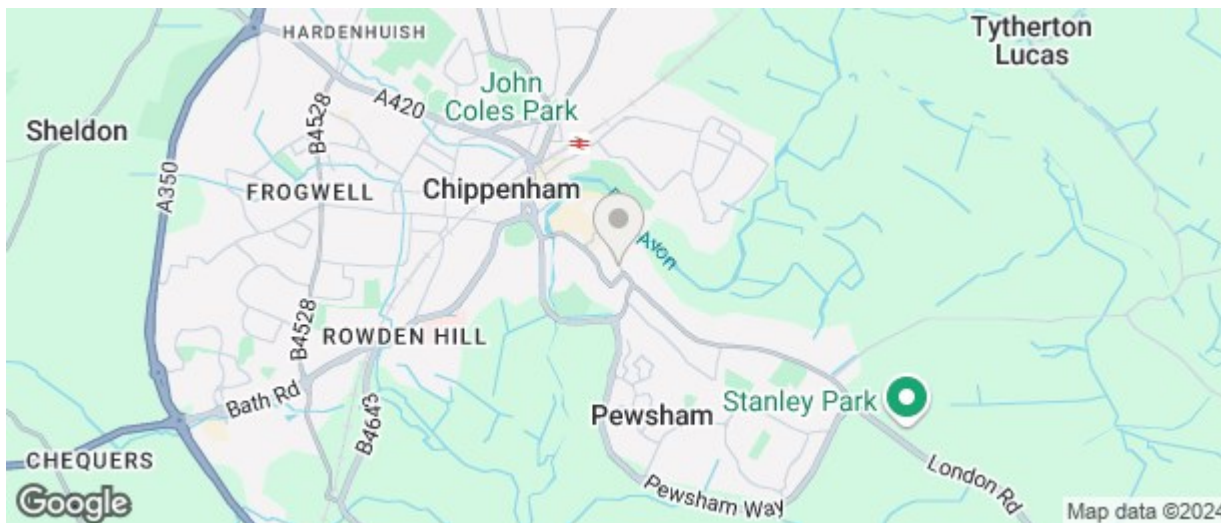 HARDENHUISH
Tytherton
Lucas
John
Coles Park
A420
B4528
Sheldon
A350
FROGWELL
Chippenham
Avon
B4528
ROWDEN HILL
Bath Rd
B4643
Pewsham
Stanley Park
CHEQUERS
London Rd
Pewsham Way
Google
Map data ©2024